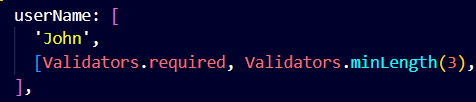 userName: [
'John',
[Validators.required, Validators.minLength(3),
],